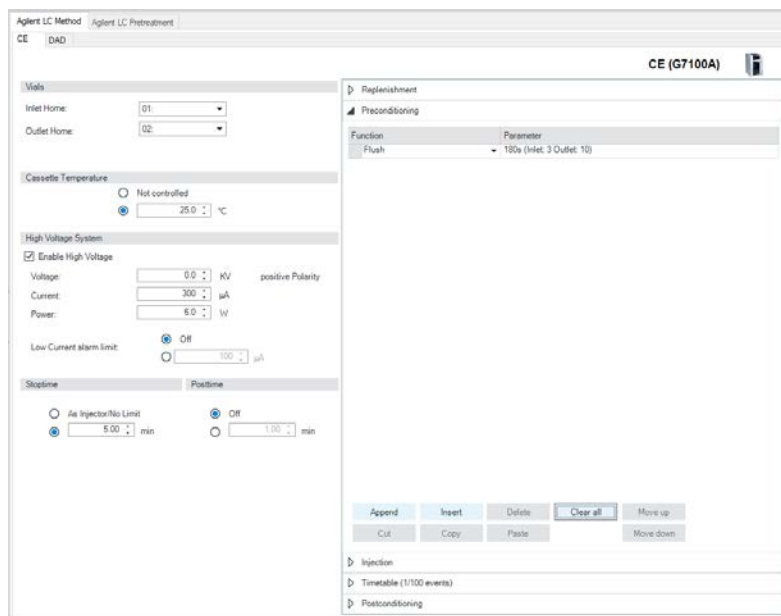 Agilent LC Method Agilent LC Pretreatment
CE DAD
CE (G7100A)
Vials
Inlet Home: 01:
Outlet Home: 02:
Cassette Temperature
Not controlled
25.0 °C
High Voltage System
Enable High Voltage
Voltage: 0.0 KV positive Polarity
Current: 300 µA
Power: 6.0 W
Low Current alarm limit: Off
100 µA
Stoptime Posttime
As Injector/No Limit Off
5.00 min 1.00 min
Replenishment
Preconditioning
Function Parameter
Flush 180s (Inlet: 3 Outlet: 10)
Append Insert Delete Clear all Move up
Cut Copy Paste Move down
Injection
Timetable (1/100 events)
Postconditioning